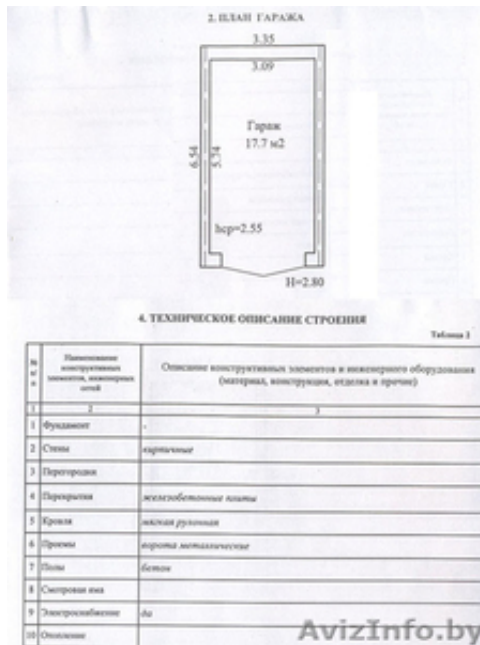 2. ПЛАН ГАРАЖА
3.35
3.09
Гараж
17.7 м2
6.54
5.74
hср=2.55
H=2.80
4. ТЕХНИЧЕСКОЕ ОПИСАНИЕ СТРОЕНИЯ
Таблица 3
№ п/п
Наименование конструктивных элементов, инженерных сетей
Описание конструктивных элементов и инженерного оборудования
(материал, конструкция, отделка и прочие)
1 2 3
1 Фундамент -
2 Стены кирпичные
3 Перегородки
4 Перекрытия железобетонные плиты
5 Кровля мягкая рулонная
6 Проемы ворота металлические
7 Полы бетон
8 Смотровая яма
9 Электроснабжение да
10 Отопление
AvizInfo.by